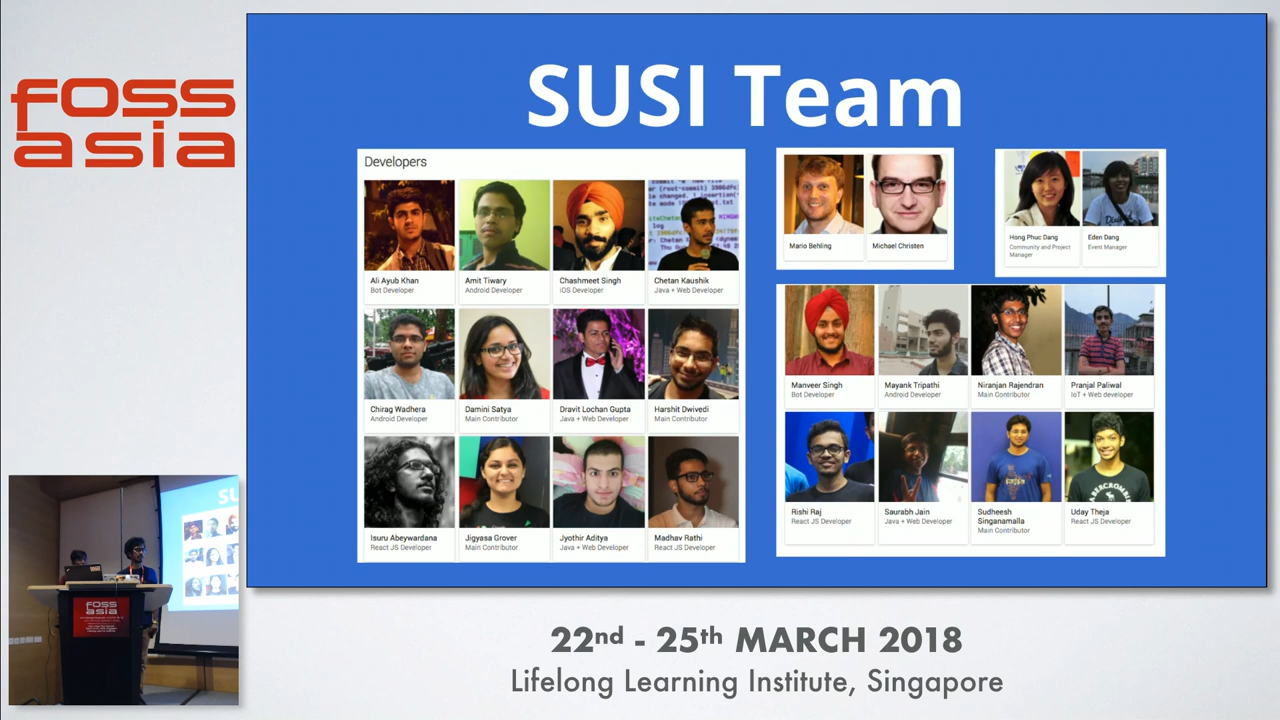 foss
asia
SUSI Team
Developers
Ali Ayub Khan
Bot Developer
Amit Tiwary
Android Developer
Chashmeet Singh
iOS Developer
Chetan Kaushik
Java + Web Developer
Chirag Wadhera
Android Developer
Damini Satya
Main Contributor
Dravit Lochan Gupta
Java + Web Developer
Harshit Dwivedi
Main Contributor
Isuru Abeywardana
React JS Developer
Jigyasa Grover
Main Contributor
Jyothir Aditya
Java + Web Developer
Madhav Rathi
React JS Developer
Mario Behling
Michael Christen
Hong Phuc Dang
Community and Project
Manager
Eden Dang
Event Manager
Manveer Singh
Bot Developer
Mayank Tripathi
Android Developer
Niranjan Rajendran
Main Contributor
Pranjal Paliwal
IoT + Web developer
Rishi Raj
React JS Developer
Saurabh Jain
Java + Web Developer
Sudheesh
Singanamalla
Main Contributor
Uday Theja
React JS Developer
foss
asia
SU
22nd - 25th MARCH 2018
Lifelong Learning Institute, Singapore